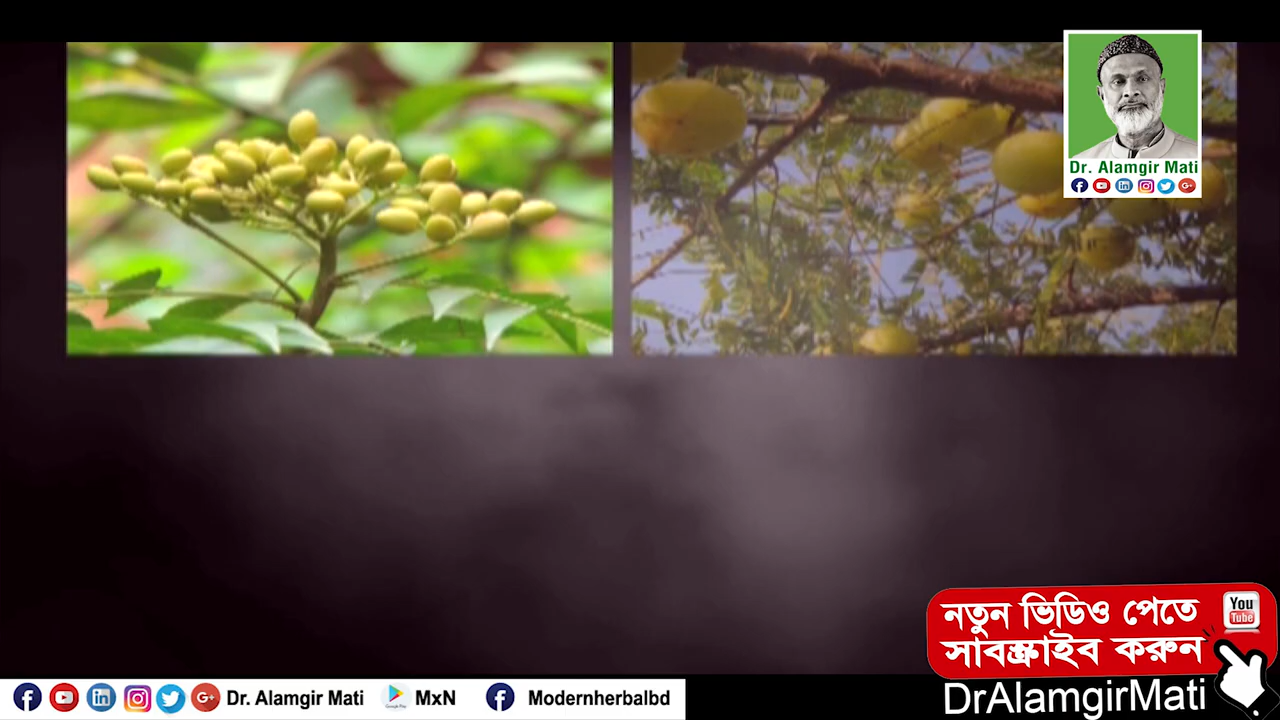 Dr. Alamgir Mati
নতুন ভিডিও পেতে
You
Tube
সাবস্ক্রাইব করুন
Dr. Alamgir Mati
MxN
Modernherbalbd
DrAlamgirMati